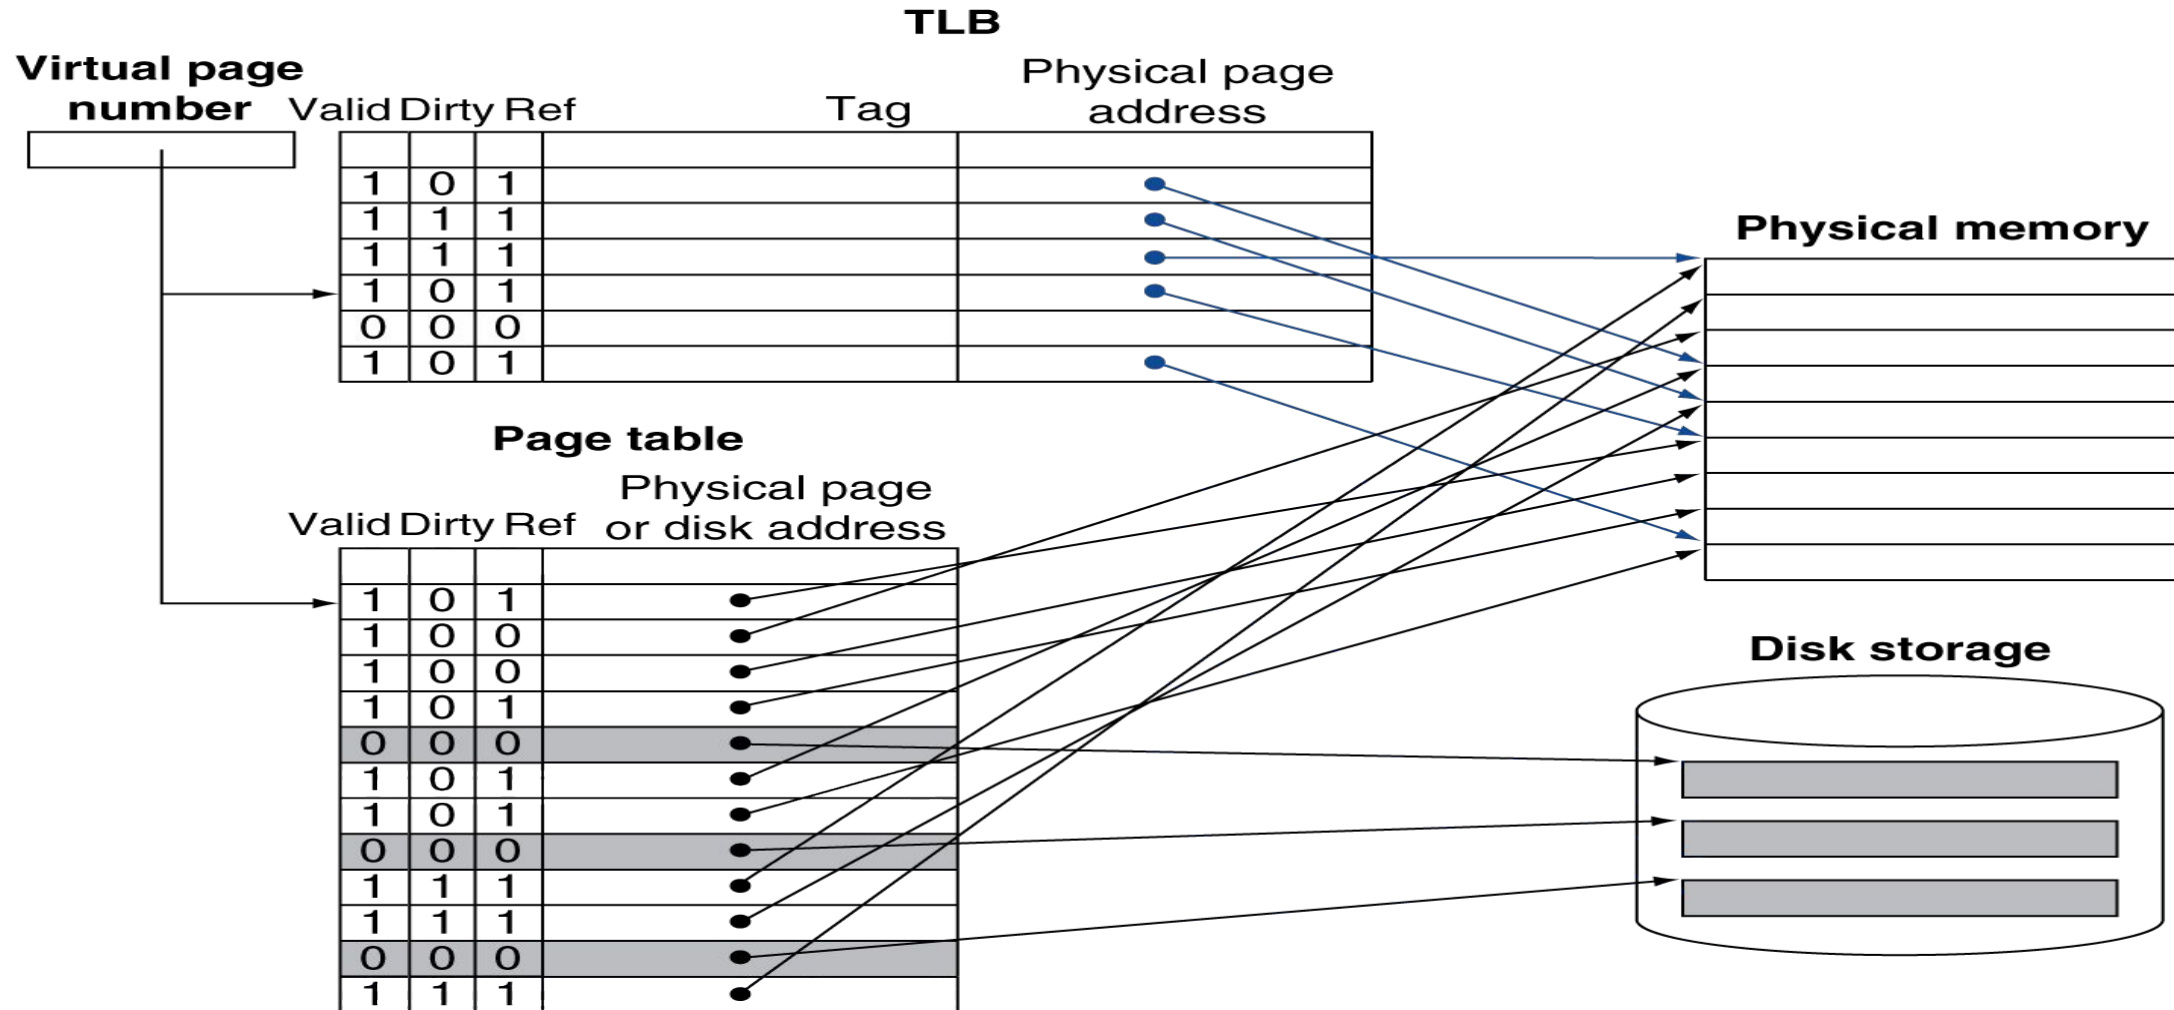 TLB
Virtual page
number
Physical page
address
Valid Dirty Ref Tag
1 0 1
1 1 1
1 1 1
1 0 1
0 0 0
1 0 1
Physical memory
Page table
Physical page
or disk address
Valid Dirty Ref
1 0 1
1 0 0
1 0 0
1 0 1
0 0 0
1 0 1
1 0 1
0 0 0
1 1 1
1 1 1
0 0 0
1 1 1
Disk storage